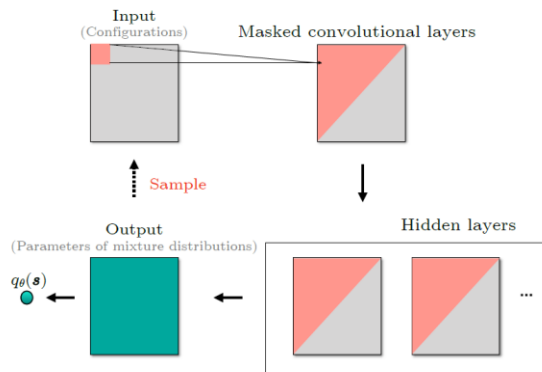 Input
(Configurations)
Masked convolutional layers
Sample
Output
(Parameters of mixture distributions)
Hidden layers
qθ(s)
...